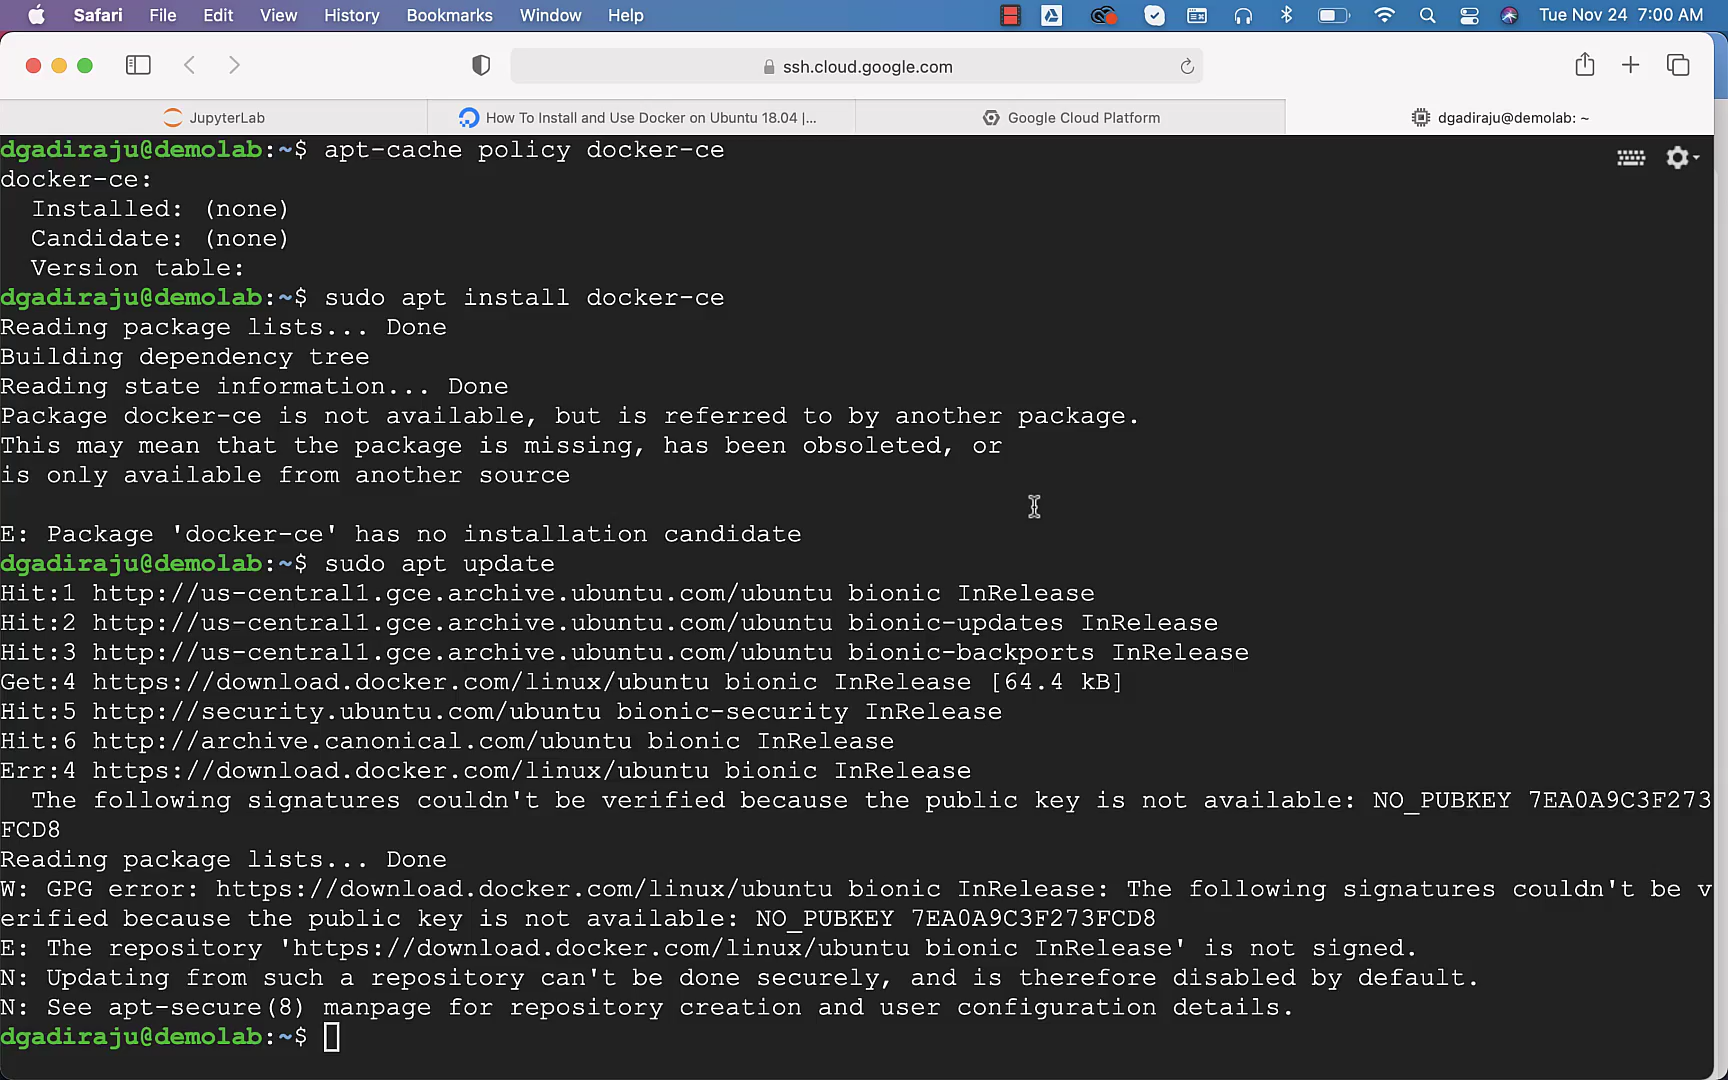 Safari File Edit View History Bookmarks Window Help Tue Nov 24 7:00 AM
ssh.cloud.google.com
JupyterLab How To Install and Use Docker on Ubuntu 18.04 |... Google Cloud Platform dgadiraju@demolab: ~
dgadiraju@demolab:~$ apt-cache policy docker-ce
docker-ce:
  Installed: (none)
  Candidate: (none)
  Version table:
dgadiraju@demolab:~$ sudo apt install docker-ce
Reading package lists... Done
Building dependency tree
Reading state information... Done
Package docker-ce is not available, but is referred to by another package.
This may mean that the package is missing, has been obsoleted, or
is only available from another source
E: Package 'docker-ce' has no installation candidate
dgadiraju@demolab:~$ sudo apt update
Hit:1 http://us-central1.gce.archive.ubuntu.com/ubuntu bionic InRelease
Hit:2 http://us-central1.gce.archive.ubuntu.com/ubuntu bionic-updates InRelease
Hit:3 http://us-central1.gce.archive.ubuntu.com/ubuntu bionic-backports InRelease
Get:4 https://download.docker.com/linux/ubuntu bionic InRelease [64.4 kB]
Hit:5 http://security.ubuntu.com/ubuntu bionic-security InRelease
Hit:6 http://archive.canonical.com/ubuntu bionic InRelease
Err:4 https://download.docker.com/linux/ubuntu bionic InRelease
  The following signatures couldn't be verified because the public key is not available: NO_PUBKEY 7EA0A9C3F273
FCD8
Reading package lists... Done
W: GPG error: https://download.docker.com/linux/ubuntu bionic InRelease: The following signatures couldn't be v
erified because the public key is not available: NO_PUBKEY 7EA0A9C3F273FCD8
E: The repository 'https://download.docker.com/linux/ubuntu bionic InRelease' is not signed.
N: Updating from such a repository can't be done securely, and is therefore disabled by default.
N: See apt-secure(8) manpage for repository creation and user configuration details.
dgadiraju@demolab:~$